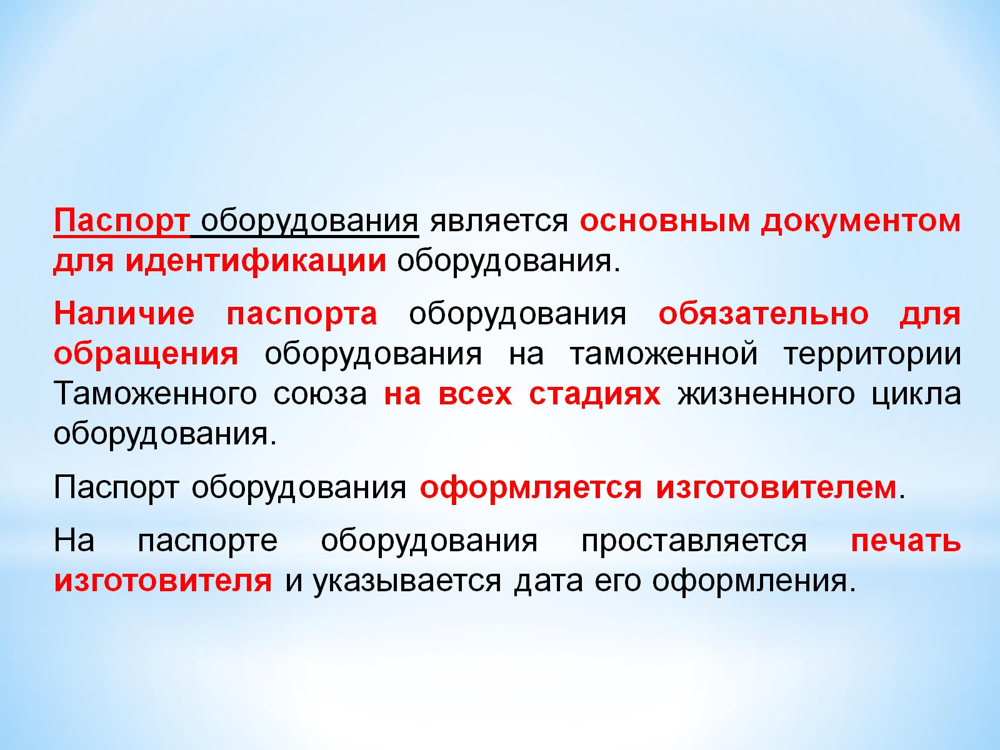 Паспорт оборудования является основным документом
для идентификации оборудования.
Наличие паспорта оборудования обязательно для
обращения оборудования на таможенной территории
Таможенного союза на всех стадиях жизненного цикла
оборудования.
Паспорт оборудования оформляется изготовителем.
На паспорте оборудования проставляется печать
изготовителя и указывается дата его оформления.